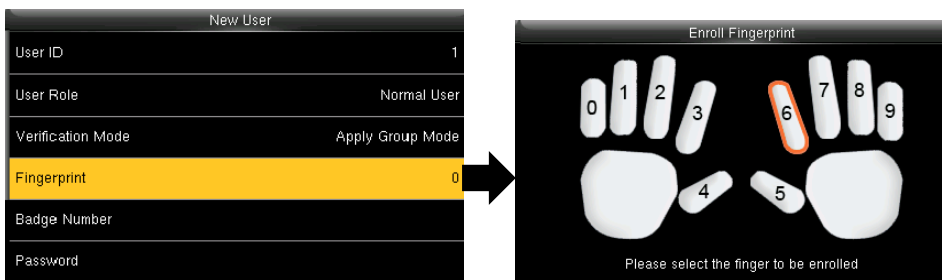 New User
User ID 1
User Role Normal User
Verification Mode Apply Group Mode
Fingerprint 0
Badge Number
Password
Enroll Fingerprint
0 1 2 3 4 5 6 7 8 9
Please select the finger to be enrolled